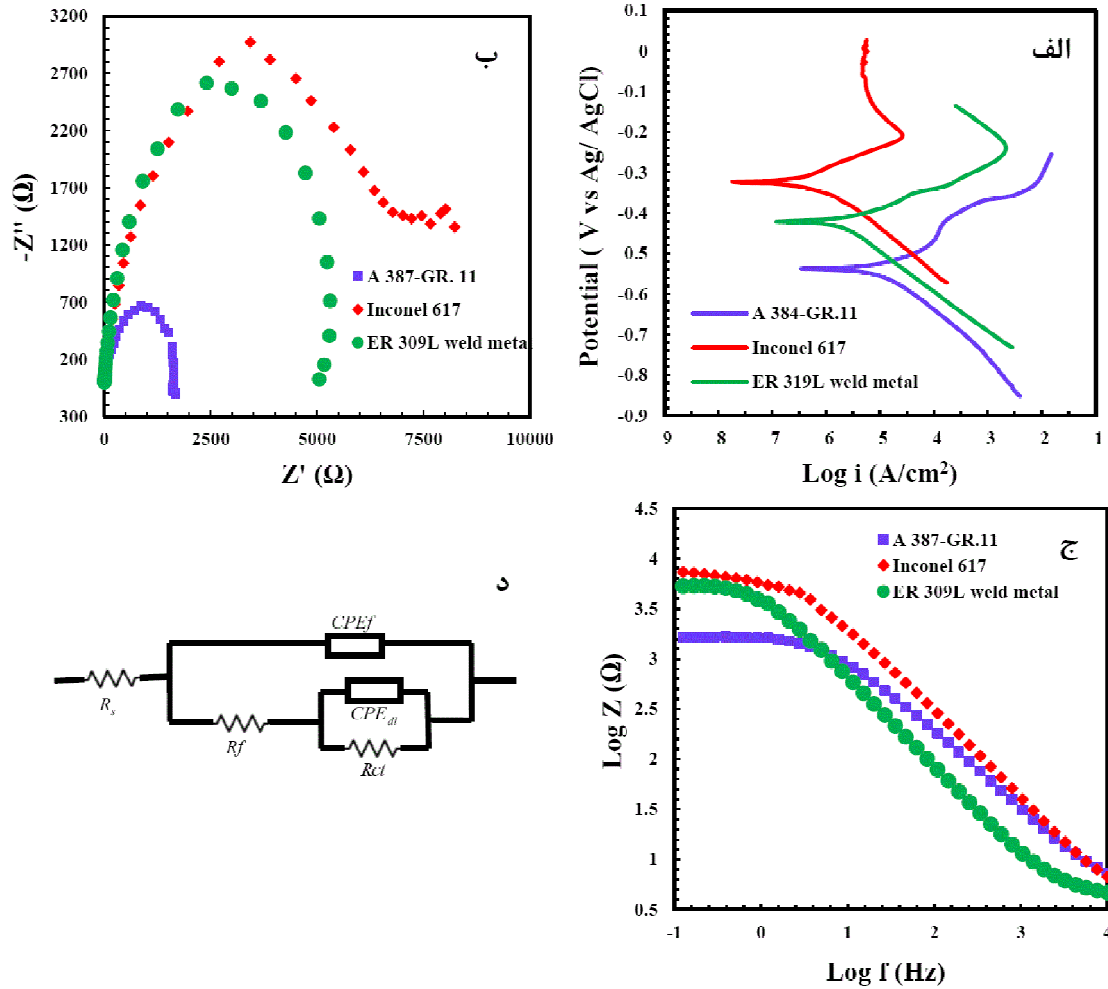 ب
3200
2700
2200
1700
1200
700
200
300
-Z'' (Ω)
A 387-GR. 11
Inconel 617
ER 309L weld metal
0 2500 5000 7500 10000
Z' (Ω)
الف
0.1
0
-0.1
-0.2
-0.3
-0.4
-0.5
-0.6
-0.7
-0.8
-0.9
Potential ( V vs Ag/ AgCl)
A 384-GR.11
Inconel 617
ER 319L weld metal
9 8 7 6 5 4 3 2 1
Log i (A/cm²)
د
CPEf
Rs
Rf
CPEdl
Rct
ج
4.5
4
3.5
3
2.5
2
1.5
1
0.5
Log Z (Ω)
A 387-GR.11
Inconel 617
ER 309L weld metal
-1 0 1 2 3 4
Log f (Hz)